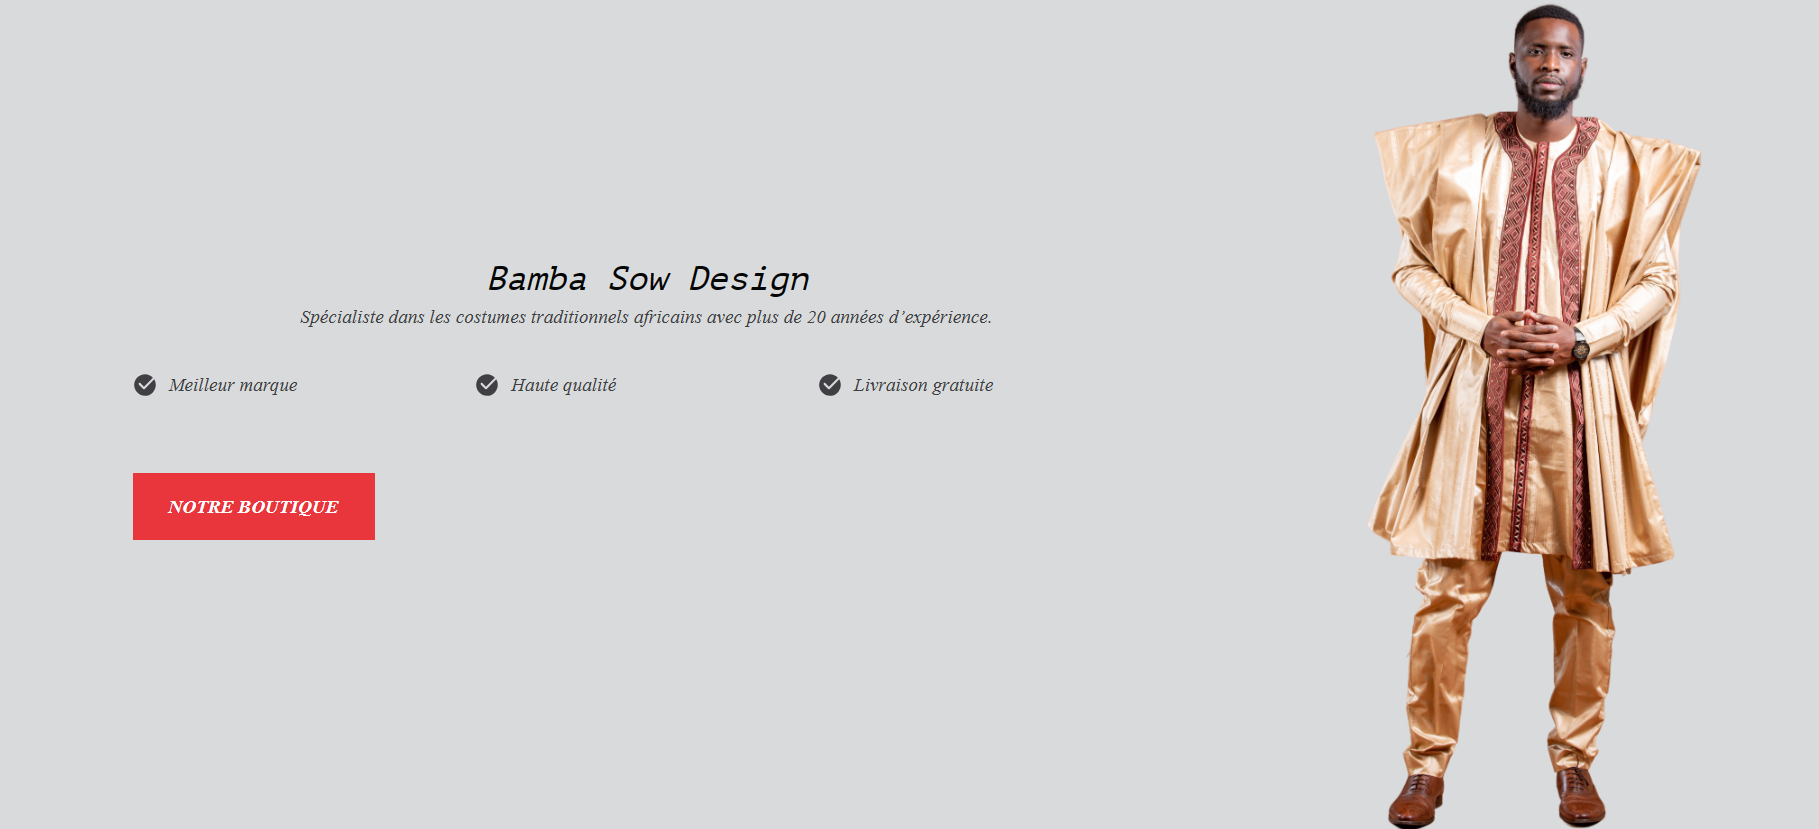 Bamba Sow Design
Spécialiste dans les costumes traditionnels africains avec plus de 20 années d’expérience.
Meilleur marque
Haute qualité
Livraison gratuite
NOTRE BOUTIQUE